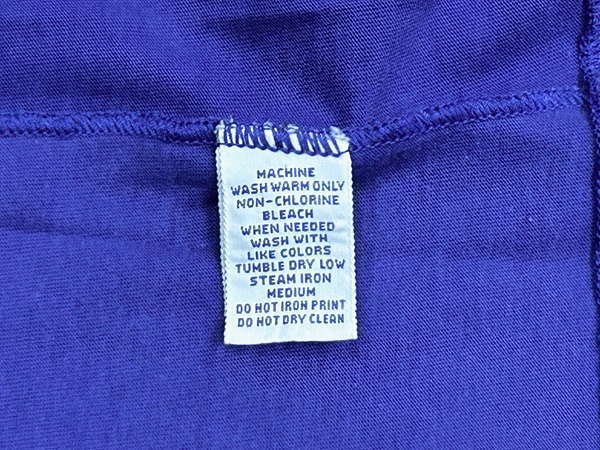 MACHINE
WASH WARM ONLY
NON-CHLORINE
BLEACH
WHEN NEEDED
WASH WITH
LIKE COLORS
TUMBLE DRY LOW
STEAM IRON
MEDIUM
DO NOT IRON PRINT
DO NOT DRY CLEAN